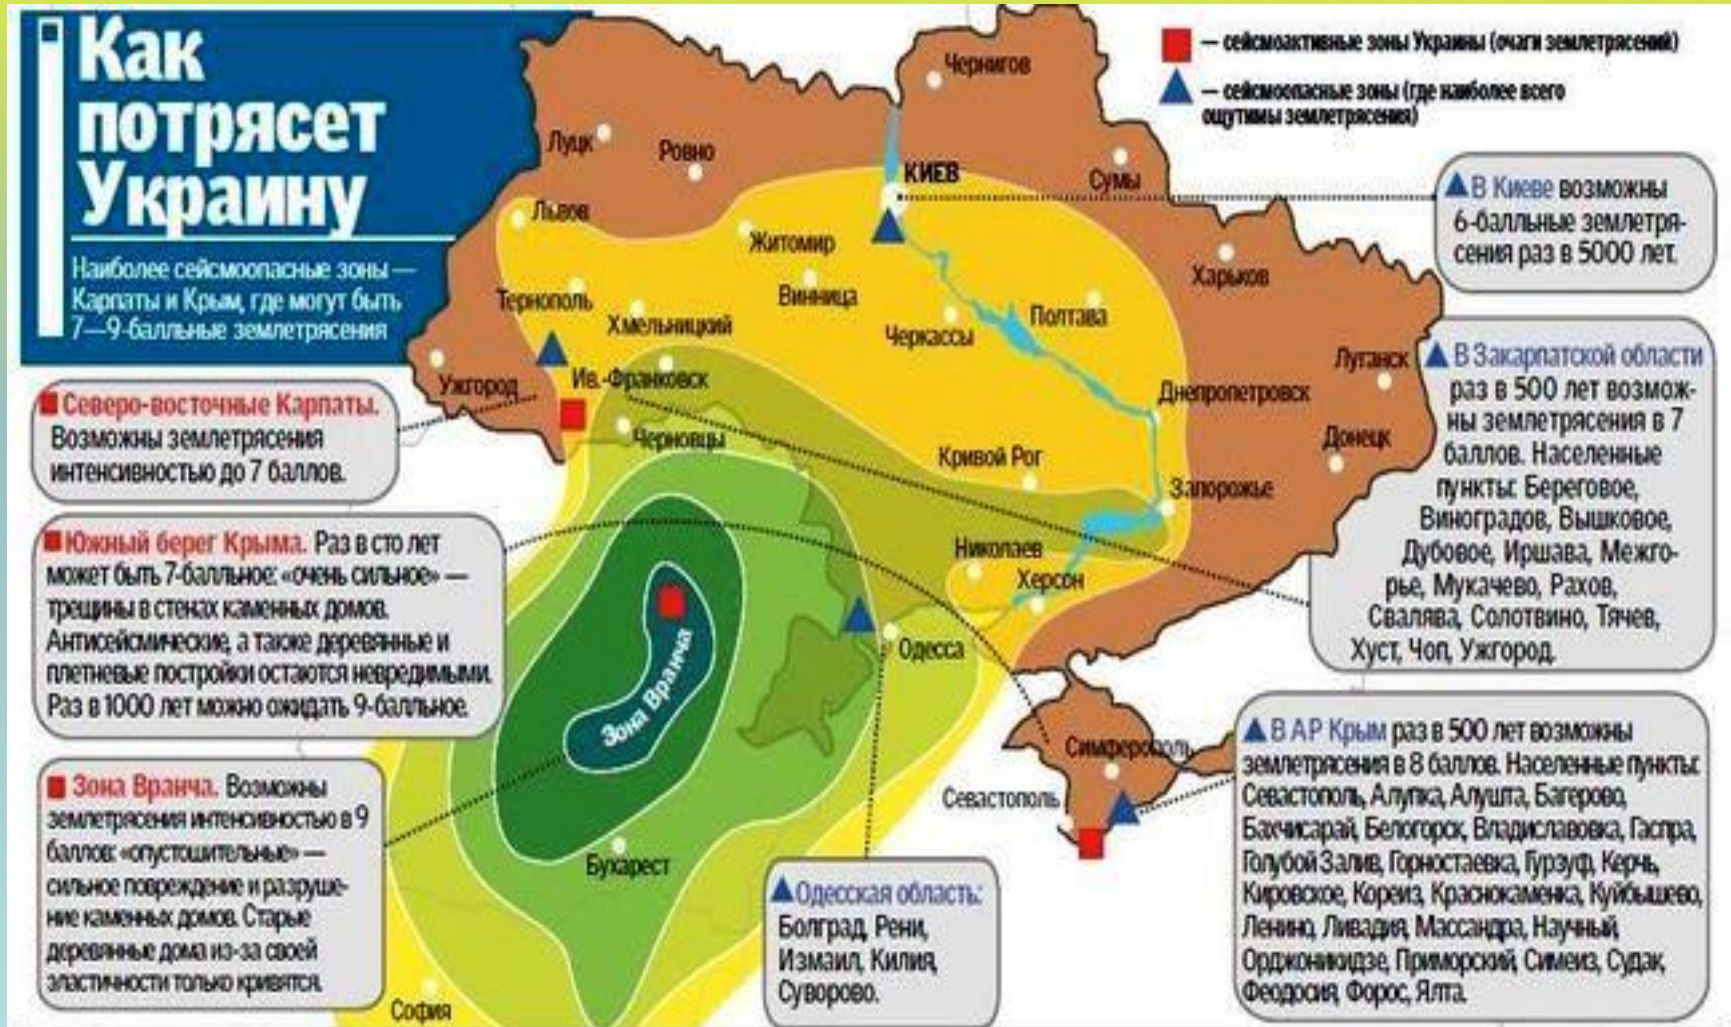 Как
потрясет
Украину
Наиболее сейсмоопасные зоны —
Карпаты и Крым, где могут быть
7—9-балльные землетрясения
— сейсмоактивные зоны Украины (очаги землетрясений)
— сейсмоопасные зоны (где наиболее всего
ощутимы землетрясения)
Чернигов
Луцк
Ровно
КИЕВ
Сумы
Львов
Житомир
Харьков
Тернополь
Винница
Хмельницкий
Черкассы
Полтава
Луганск
Ужгород
Ив.-Франковск
Днепропетровск
Черновцы
Донецк
Кривой Рог
Запорожье
Николаев
Херсон
Одесса
Зона Вранча
Симферополь
Севастополь
Бухарест
София
В Киеве возможны
6-балльные землетря-
сения раз в 5000 лет.
Северо-восточные Карпаты.
Возможны землетрясения
интенсивностью до 7 баллов.
Южный берег Крыма. Раз в сто лет
может быть 7-балльное: «очень сильное» —
трещины в стенах каменных домов.
Антисейсмические, а также деревянные и
плетневые постройки остаются невредимыми.
Раз в 1000 лет можно ожидать 9-балльное.
Зона Вранча. Возможны
землетрясения интенсивностью в 9
баллов: «опустошительные» —
сильное повреждение и разруше-
ние каменных домов. Старые
деревянные дома из-за своей
эластичности только кривятся.
В Закарпатской области
раз в 500 лет возмож-
ны землетрясения в 7
баллов. Населенные
пункты: Береговое,
Виноградов, Вышковое,
Дубовое, Иршава, Межго-
рье, Мукачево, Рахов,
Свалява, Солотвино, Тячев,
Хуст, Чоп, Ужгород.
Одесская область:
Болград, Рени,
Измаил, Килия,
Суворово.
В АР Крым раз в 500 лет возможны
землетрясения в 8 баллов. Населенные пункты:
Севастополь, Алупка, Алушта, Багерово,
Бахчисарай, Белогорск, Владиславовка, Гаспра,
Голубой Залив, Горностаевка, Гурзуф, Керчь,
Кировское, Кореиз, Краснокаменка, Куйбышево,
Ленино, Ливадия, Массандра, Научный,
Орджоникидзе, Приморский, Симеиз, Судак,
Феодосия, Форос, Ялта.